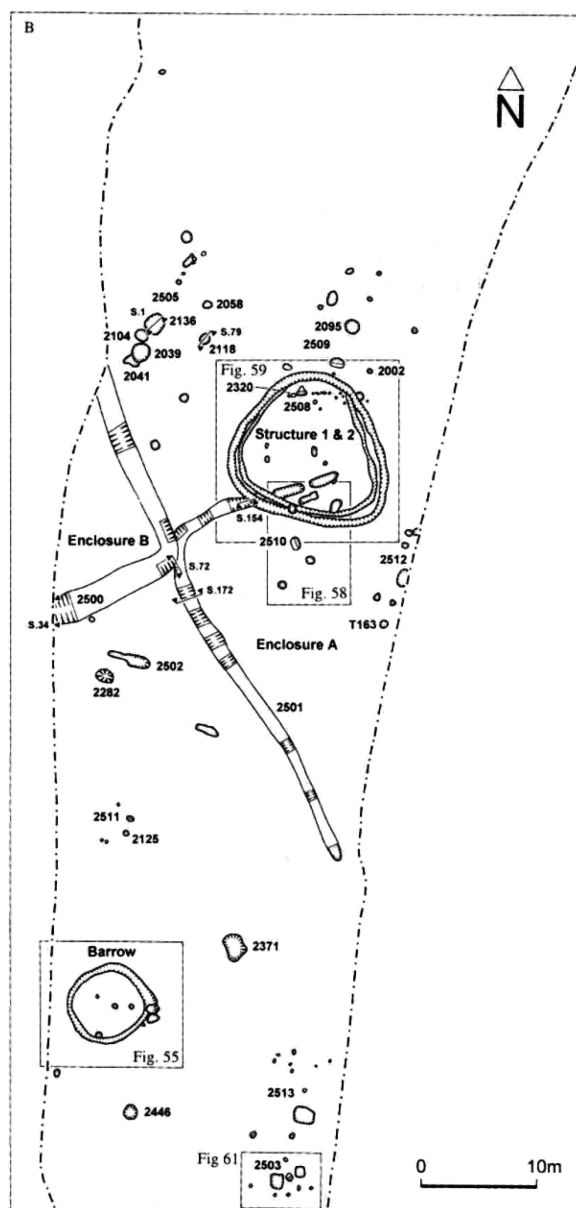 B
N
2505
S.1
2136
2058
S.79
2104
2118
2039
2041
2095
2509
2002
Fig. 59
2320
2508
Structure 1 & 2
S.154
Enclosure B
2510
2512
S.72
2500
S.172
Fig. 58
S.34
T163
Enclosure A
2502
2282
2501
2511
2125
Barrow
2371
Fig. 55
2513
2446
Fig 61
2503
0
10m